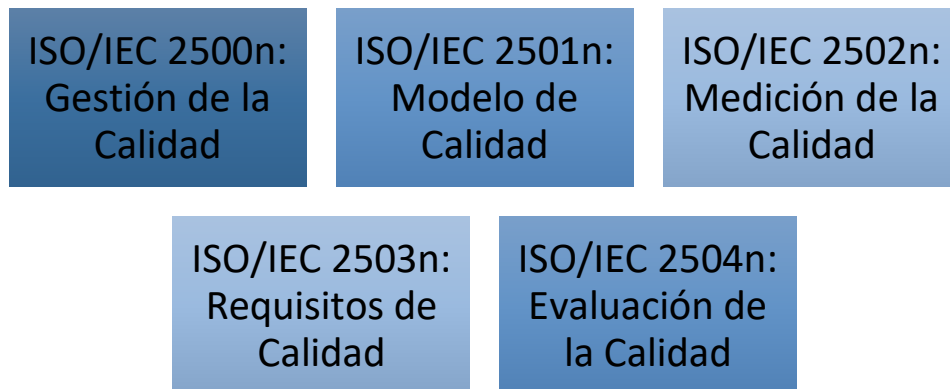 ISO/IEC 2500n:
Gestión de la
Calidad
ISO/IEC 2501n:
Modelo de
Calidad
ISO/IEC 2502n:
Medición de la
Calidad
ISO/IEC 2503n:
Requisitos de
Calidad
ISO/IEC 2504n:
Evaluación de
la Calidad